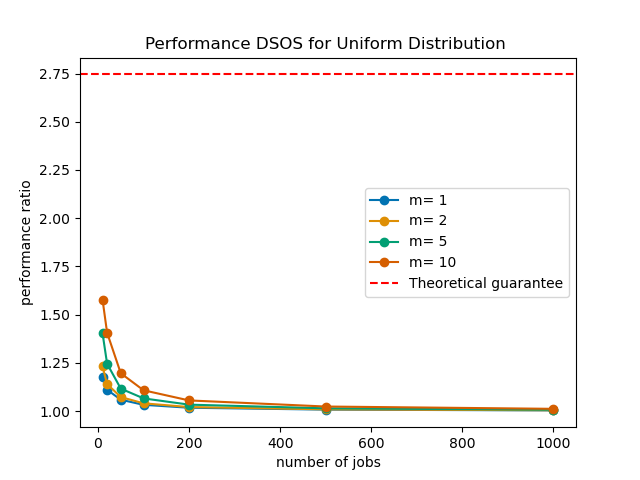 Performance DSOS for Uniform Distribution
performance ratio
2.75
2.50
2.25
2.00
1.75
1.50
1.25
1.00
m= 1
m= 2
m= 5
m= 10
Theoretical guarantee
0 200 400 600 800 1000
number of jobs